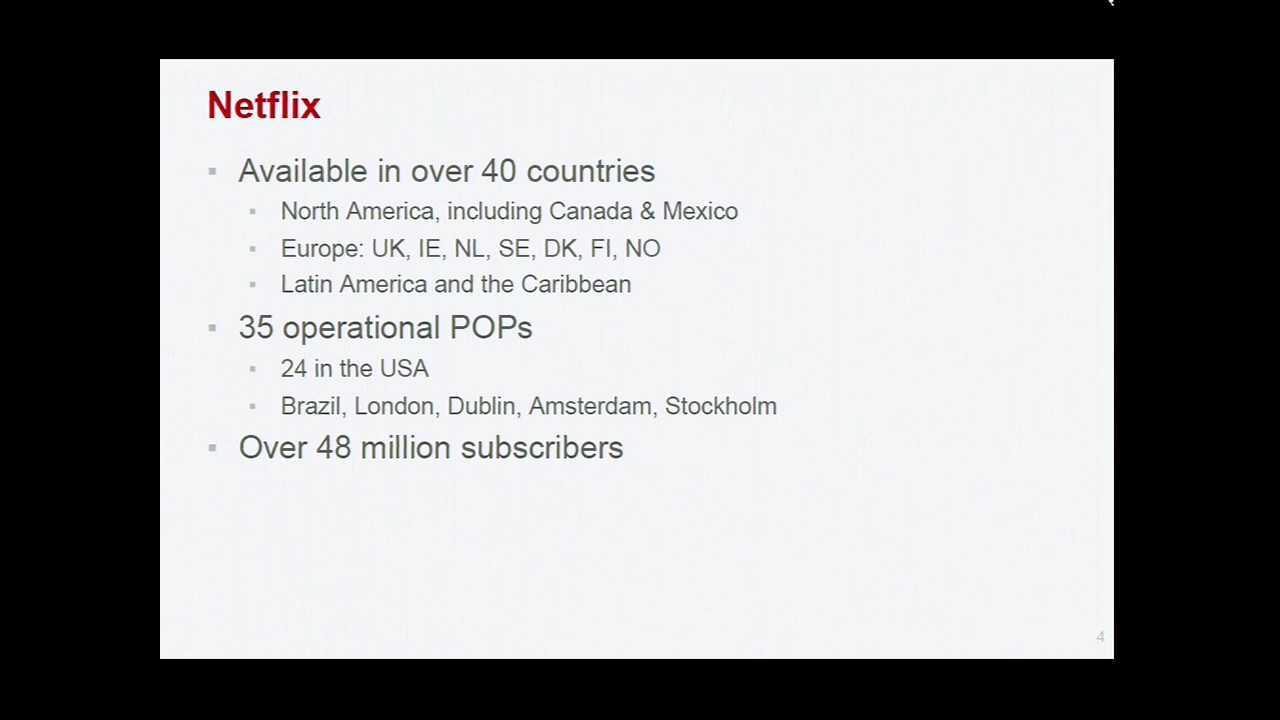 Netflix
Available in over 40 countries
North America, including Canada & Mexico
Europe: UK, IE, NL, SE, DK, FI, NO
Latin America and the Caribbean
35 operational POPs
24 in the USA
Brazil, London, Dublin, Amsterdam, Stockholm
Over 48 million subscribers
4